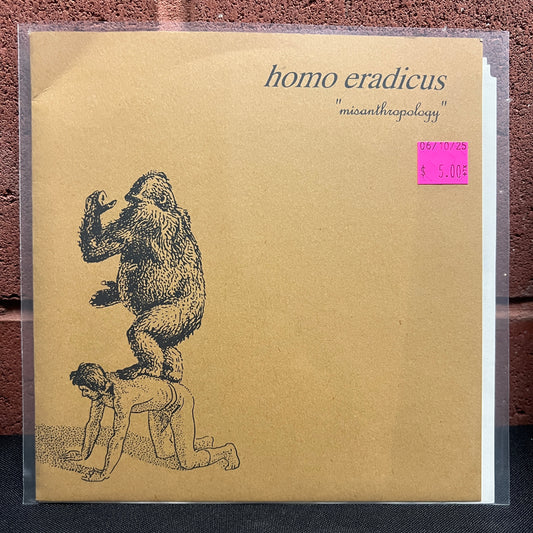 homo eradicus
"misanthropology"
06/10/25
$ 5.00